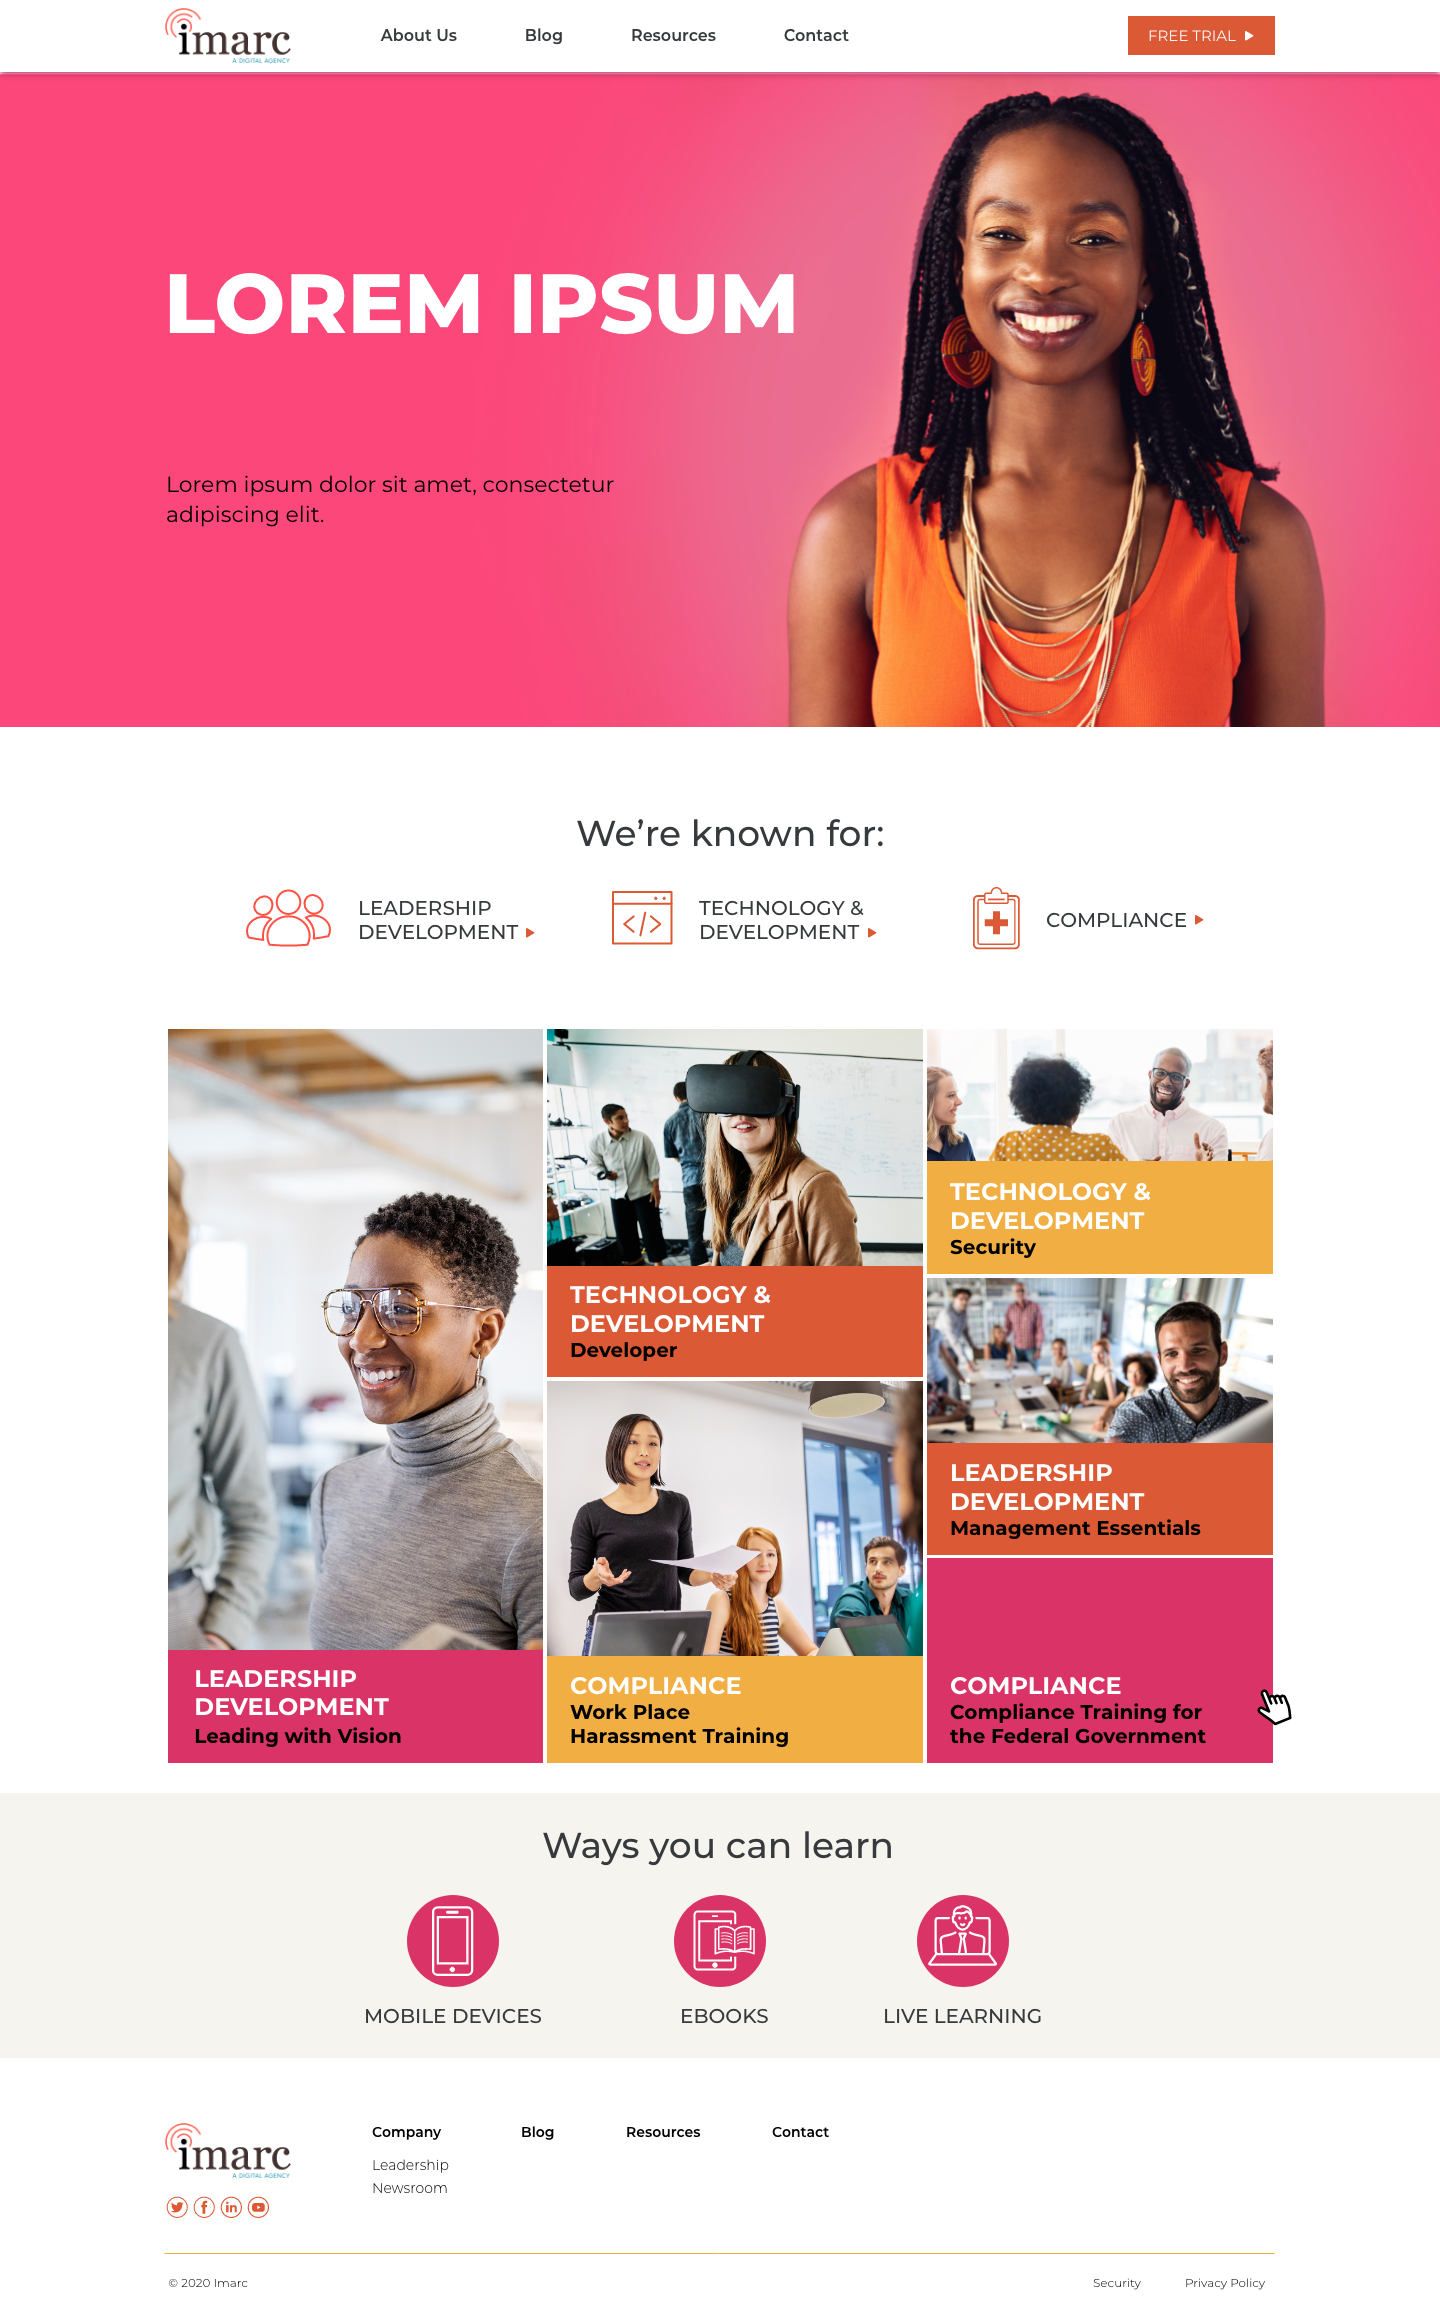 imarc
A DIGITAL AGENCY
About Us
Blog
Resources
Contact
FREE TRIAL
LOREM IPSUM
Lorem ipsum dolor sit amet, consectetur
adipiscing elit.
We’re known for:
LEADERSHIP
DEVELOPMENT
TECHNOLOGY &
DEVELOPMENT
COMPLIANCE
LEADERSHIP
DEVELOPMENT
Leading with Vision
TECHNOLOGY &
DEVELOPMENT
Developer
COMPLIANCE
Work Place
Harassment Training
TECHNOLOGY &
DEVELOPMENT
Security
LEADERSHIP
DEVELOPMENT
Management Essentials
COMPLIANCE
Compliance Training for
the Federal Government
Ways you can learn
MOBILE DEVICES
EBOOKS
LIVE LEARNING
imarc
A DIGITAL AGENCY
Company
Leadership
Newsroom
Blog
Resources
Contact
© 2020 Imarc
Security
Privacy Policy